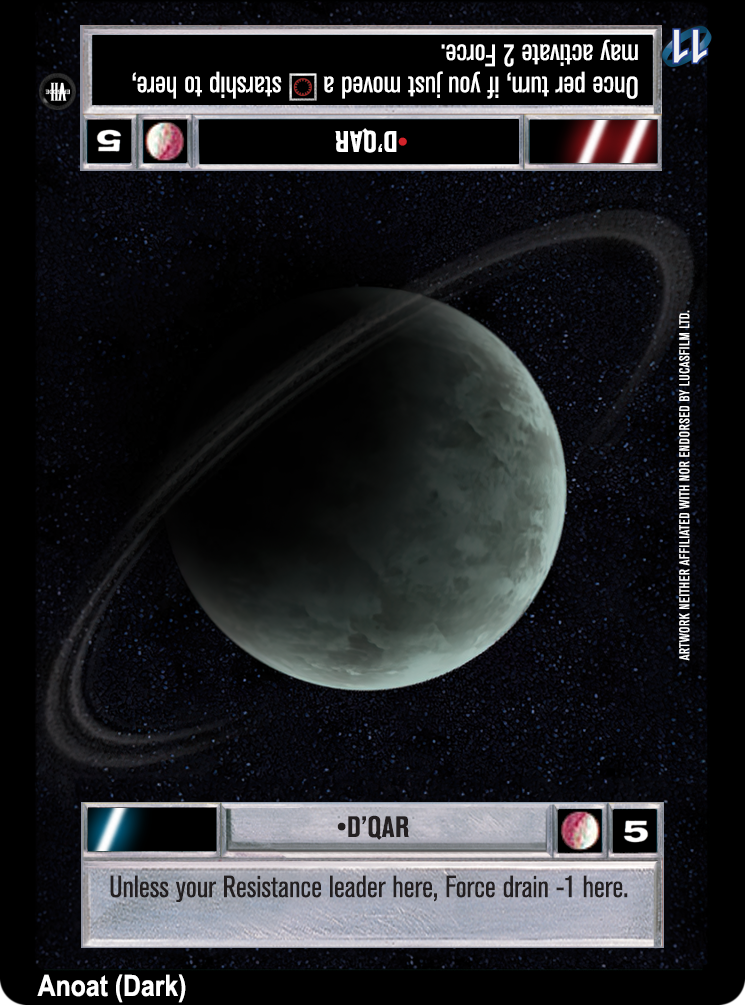 Once per turn, if you just moved a starship to here,
may activate 2 Force.
11
EPISODE
VII
5
•D'QAR
ARTWORK NEITHER AFFILIATED WITH NOR ENDORSED BY LUCASFILM LTD.
•D'QAR
5
Unless your Resistance leader here, Force drain -1 here.
Anoat (Dark)